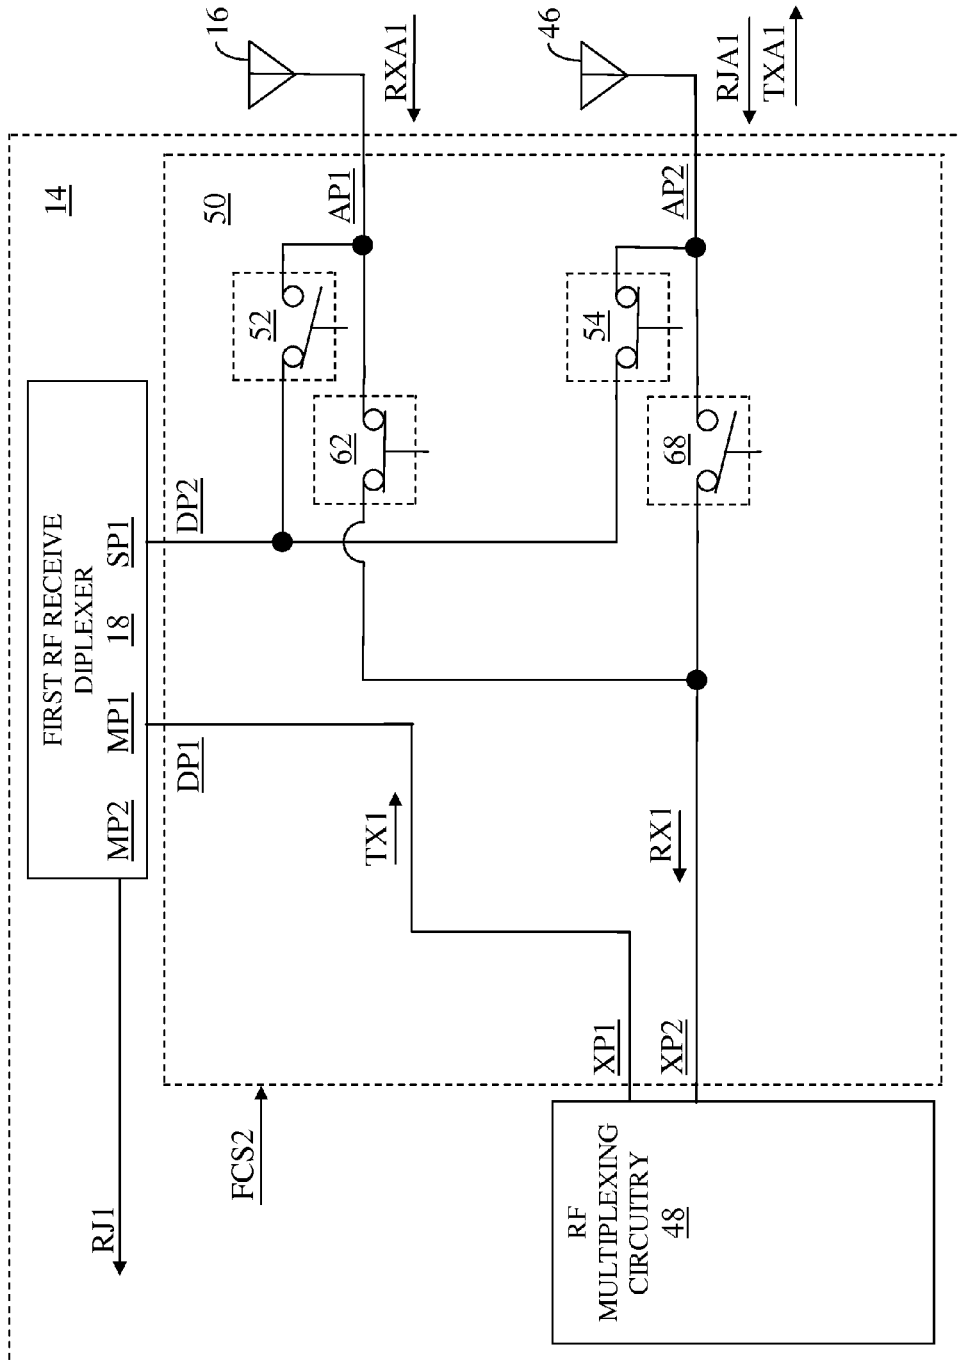 14
FIRST RF RECEIVE
DIPLEXER
MP2
MP1
18
SP1
RJ1
DP1
DP2
50
52
62
AP1
16
RXA1
TX1
54
68
AP2
46
RJA1
TXA1
RX1
XP1
XP2
FCS2
RF
MULTIPLEXING
CIRCUITRY
48